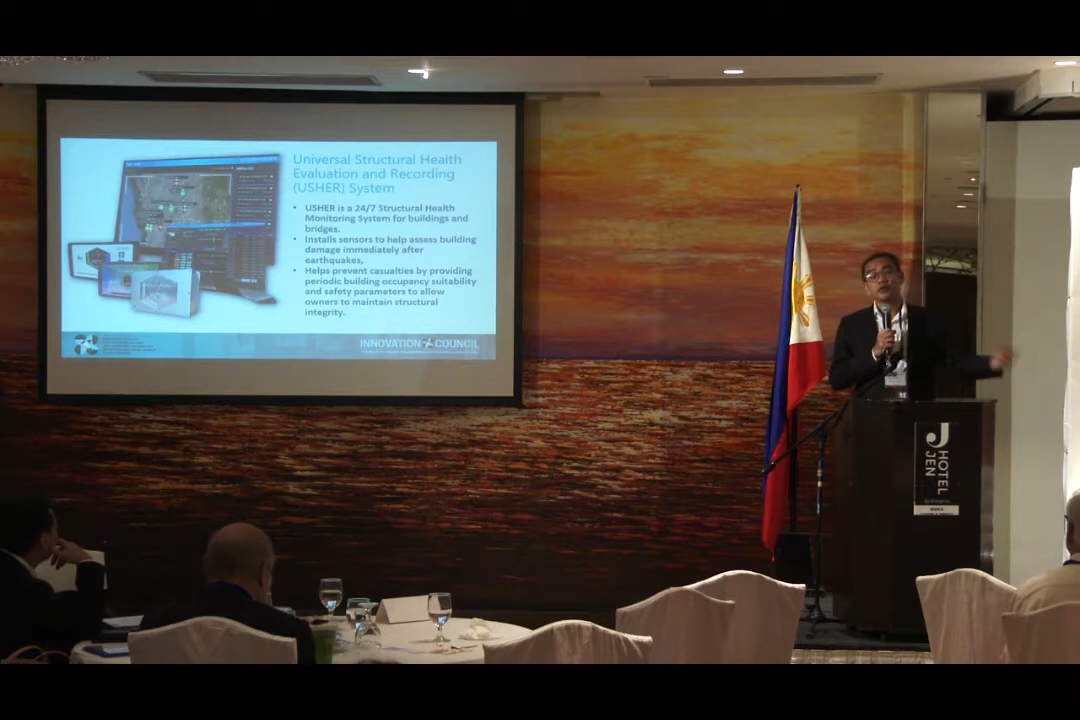 Universal Structural Health
Evaluation and Recording
(USHER) System
• USHER is a 24/7 Structural Health
Monitoring System for buildings and
bridges.
• Installs sensors to help assess building
damage immediately after
earthquakes,
• Helps prevent casualties by providing
periodic building occupancy suitability
and safety parameters to allow
owners to maintain structural
integrity.
INNOVATION COUNCIL
J
HOTEL
JEN